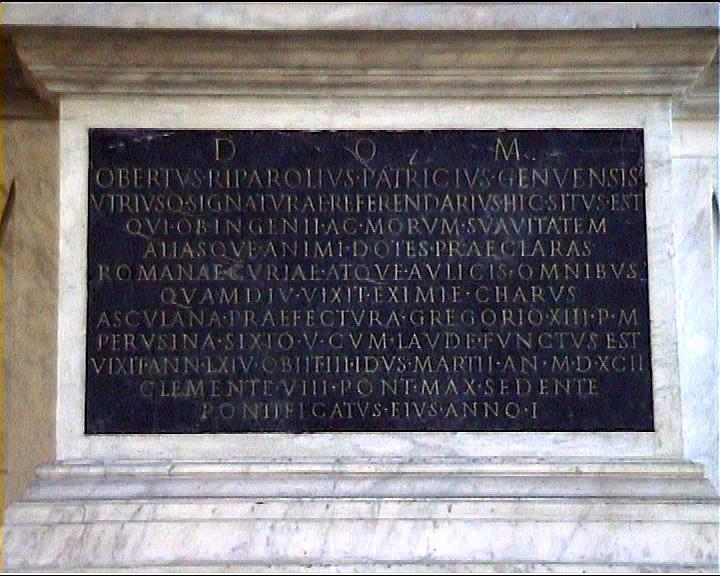 D O M
OBERTVS·RIPAROLIVS·PATRICIVS·GENVENSIS
VTRIVSQ·SIGNATVRAE·REFERENDARIVS·HIC·SITVS·EST
QVI·OB·INGENII·AC·MORVM·SVAVITATEM
ALIASQVE·ANIMI·DOTES·PRAECLARAS
ROMANAE·CVRIAE·ATQVE·AVLICIS·OMNIBVS
QVAMDIV·VIXIT·EXIMIE·CHARVS
ASCVLANA·PRAEFECTVRA·GREGORIO·XIII·P·M
PERVSINA·SIXTO·V·CVM·LAVDE·FVNCTVS·EST
VIXIT·ANN·LXIV·OBIIT·IIII·IDVS·MARTII·AN·M·D·XCII
CLEMENTE·VIII·PONT·MAX·SEDENTE
PONTIFICATVS·EIVS·ANNO·I